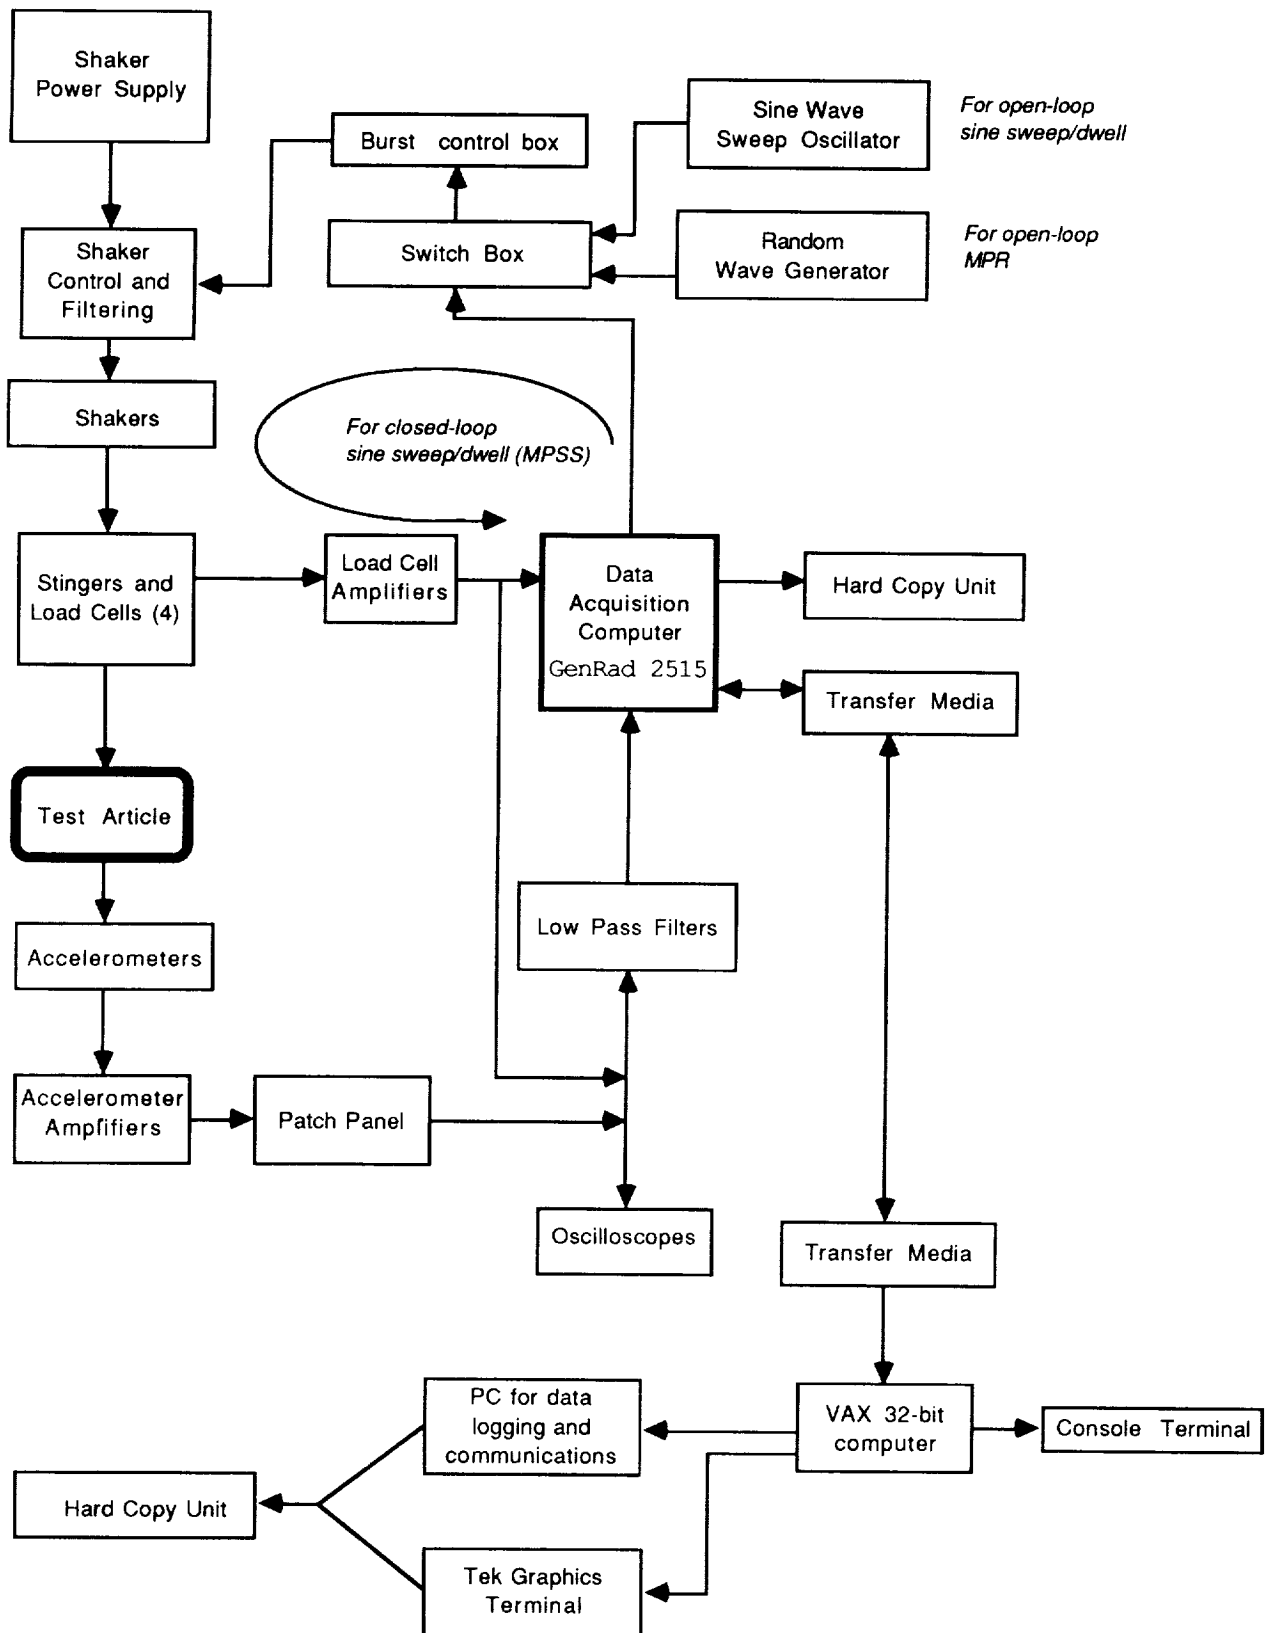 Shaker
Power Supply
Sine Wave
Sweep Oscillator
For open-loop
sine sweep/dwell
Burst control box
Shaker
Control and
Filtering
Switch Box
Random
Wave Generator
For open-loop
MPR
Shakers
For closed-loop
sine sweep/dwell (MPSS)
Stingers and
Load Cells (4)
Load Cell
Amplifiers
Data
Acquisition
Computer
GenRad 2515
Hard Copy Unit
Transfer Media
Test Article
Low Pass Filters
Accelerometers
Accelerometer
Amplifiers
Patch Panel
Oscilloscopes
Transfer Media
PC for data
logging and
communications
VAX 32-bit
computer
Console Terminal
Hard Copy Unit
Tek Graphics
Terminal